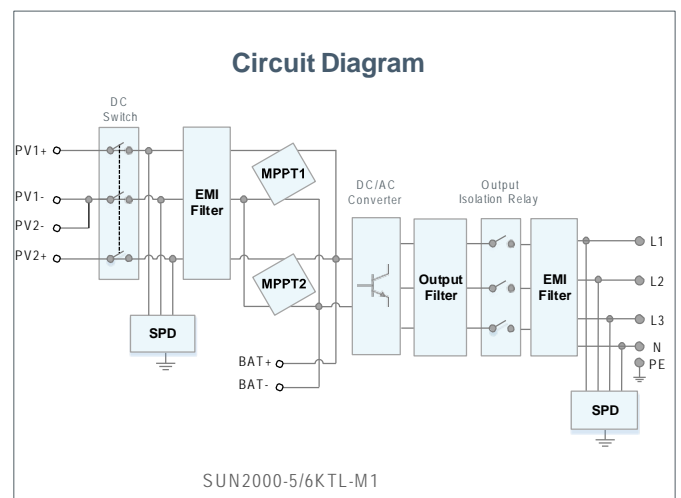 Circuit Diagram
DC
Switch
PV1+
PV1-
PV2-
PV2+
EMI
Filter
SPD
MPPT1
MPPT2
BAT+
BAT-
DC/AC
Converter
Output
Filter
Output
Isolation Relay
EMI
Filter
L1
L2
L3
N
PE
SPD
SUN2000-5/6KTL-M1